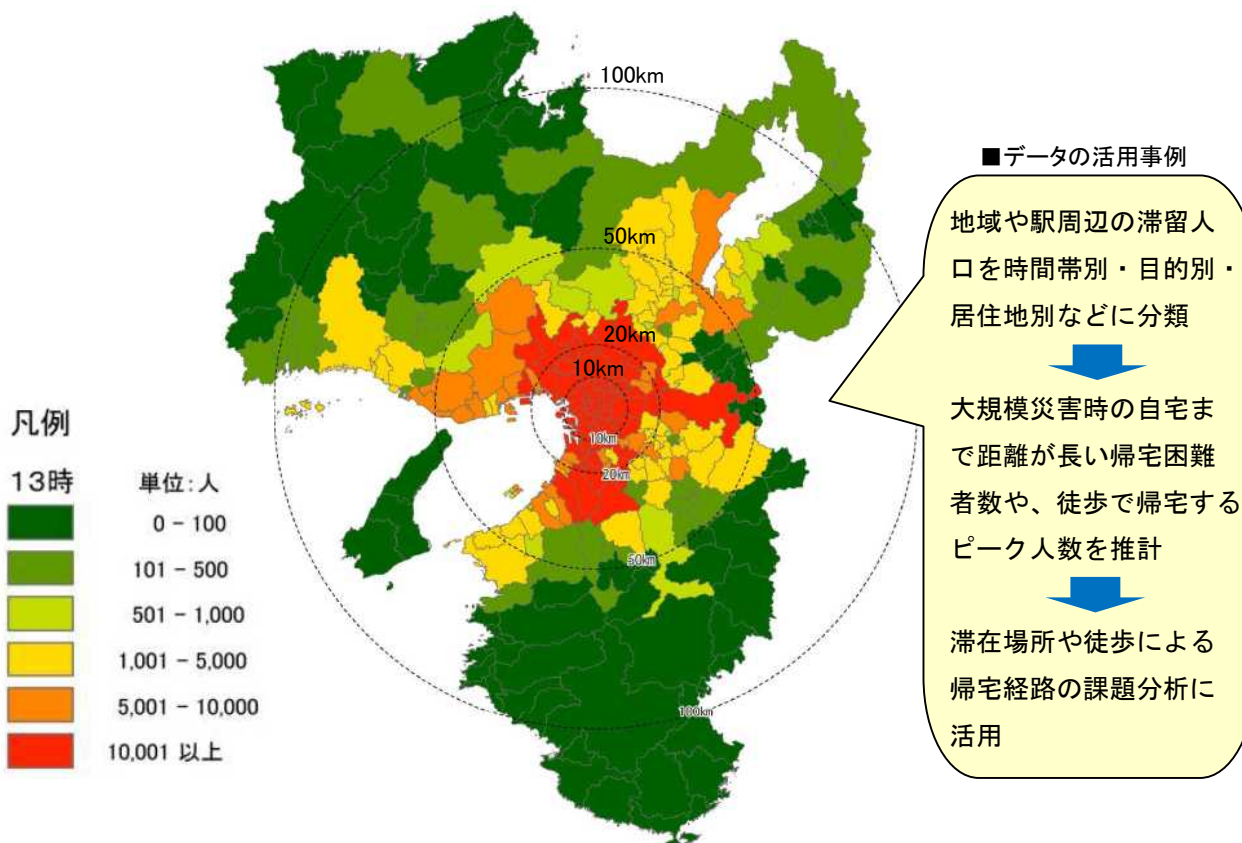 100km
50km
20km
10km
10km
20km
50km
100km
凡例
13時 単位:人
0 - 100
101 - 500
501 - 1,000
1,001 - 5,000
5,001 - 10,000
10,001 以上
■データの活用事例
地域や駅周辺の滞留人
口を時間帯別・目的別・
居住地別などに分類
大規模災害時の自宅ま
で距離が長い帰宅困難
者数や、徒歩で帰宅する
ピーク人数を推計
滞在場所や徒歩による
帰宅経路の課題分析に
活用